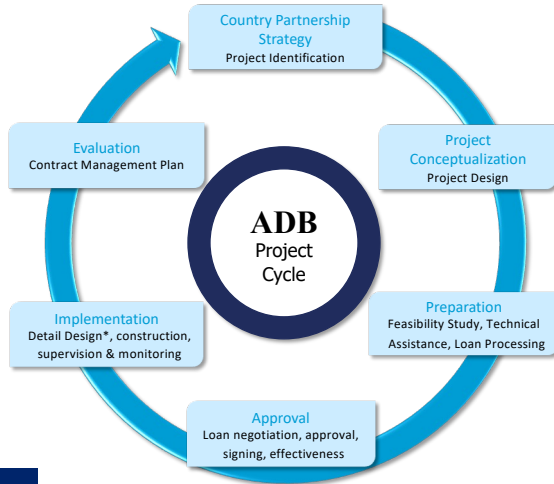 Country Partnership
Strategy
Project Identification
Project
Conceptualization
Project Design
Preparation
Feasibility Study, Technical
Assistance, Loan Processing
Approval
Loan negotiation, approval,
signing, effectiveness
Implementation
Detail Design*, construction,
supervision & monitoring
Evaluation
Contract Management Plan
ADB
Project
Cycle